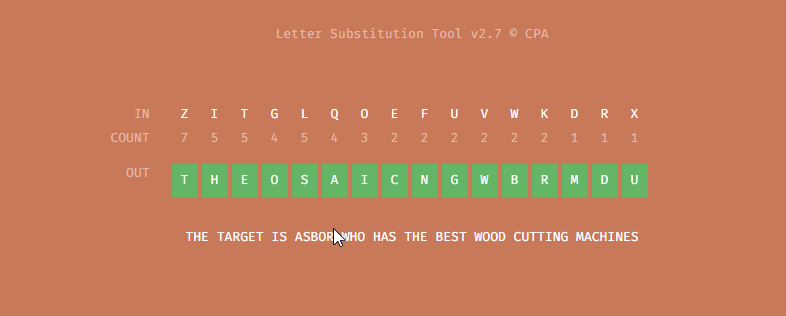 Letter Substitution Tool v2.7 © CPA
IN Z I T G L Q O E F U V W K D R X
COUNT 7 5 5 4 5 4 3 2 2 2 2 2 2 1 1 1
OUT T H E O S A I C N G W B R M D U
THE TARGET IS ASBOR WHO HAS THE BEST WOOD CUTTING MACHINES